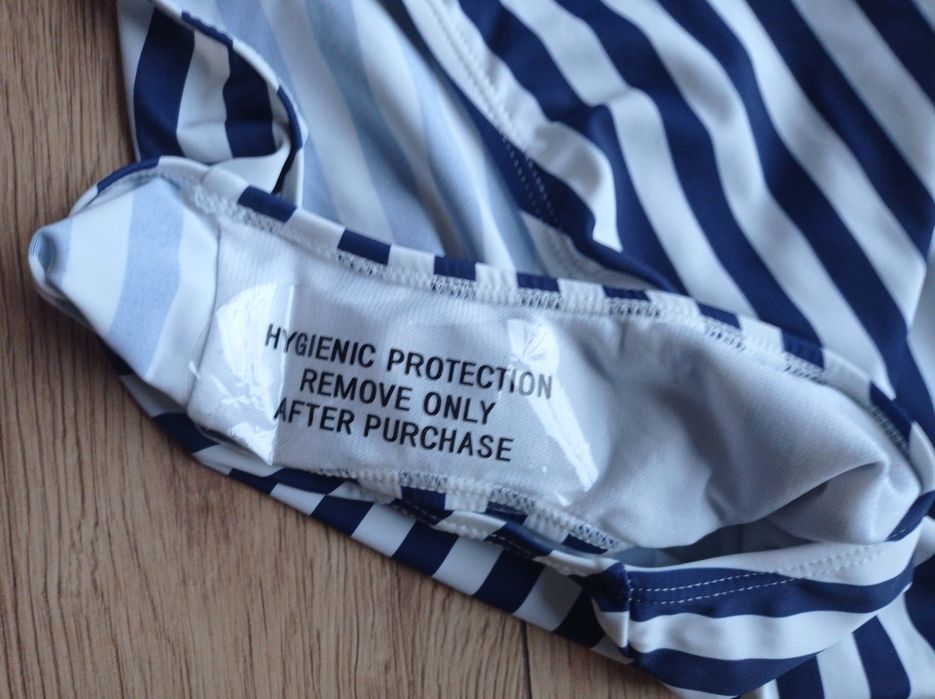 HYGIENIC PROTECTION
REMOVE ONLY
AFTER PURCHASE